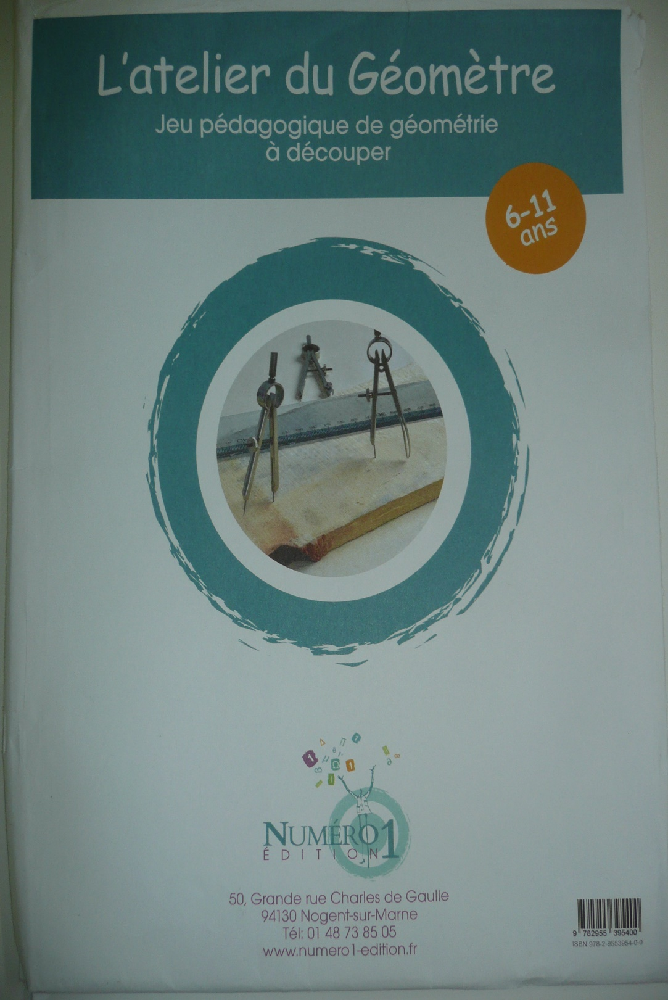 L'atelier du Géomètre
Jeu pédagogique de géométrie
à découper
6-11
ans
NUMÉRO1
ÉDITION
50, Grande rue Charles de Gaulle
94130 Nogent-sur-Marne
Tél: 01 48 73 85 05
www.numero1-edition.fr
9 782955 395400
ISBN 978-2-9553954-0-0